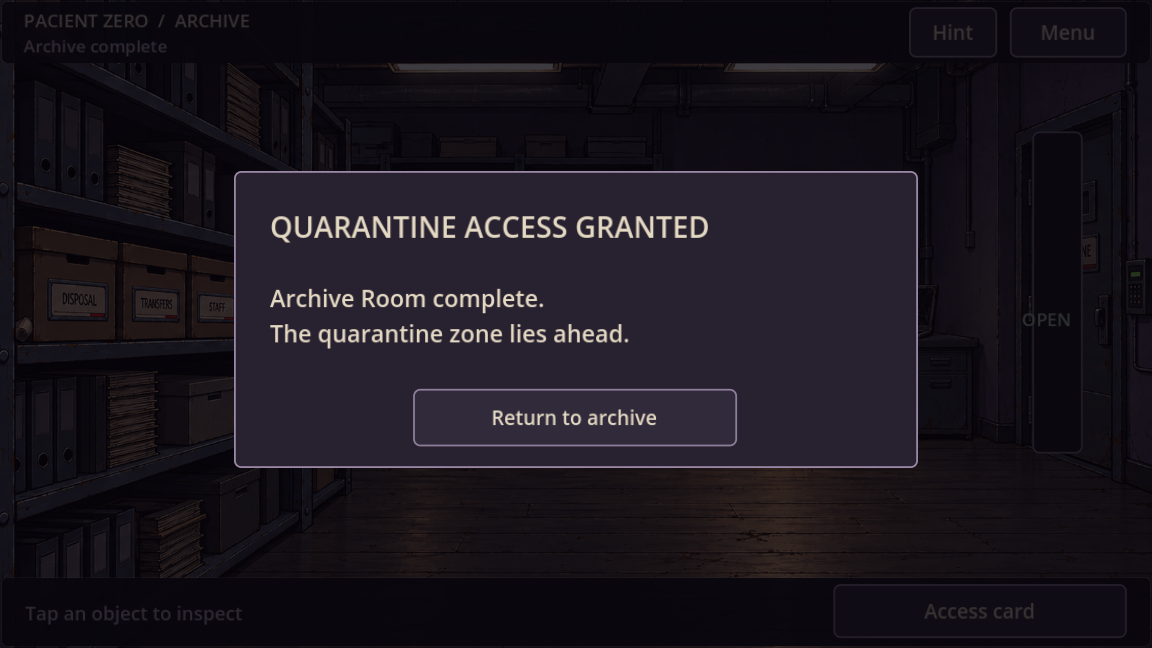 PACIENT ZERO / ARCHIVE
Archive complete
Hint
Menu
QUARANTINE ACCESS GRANTED
Archive Room complete.
The quarantine zone lies ahead.
Return to archive
DISPOSAL
TRANSFERS
STAFF
NE
OPEN
Tap an object to inspect
Access card